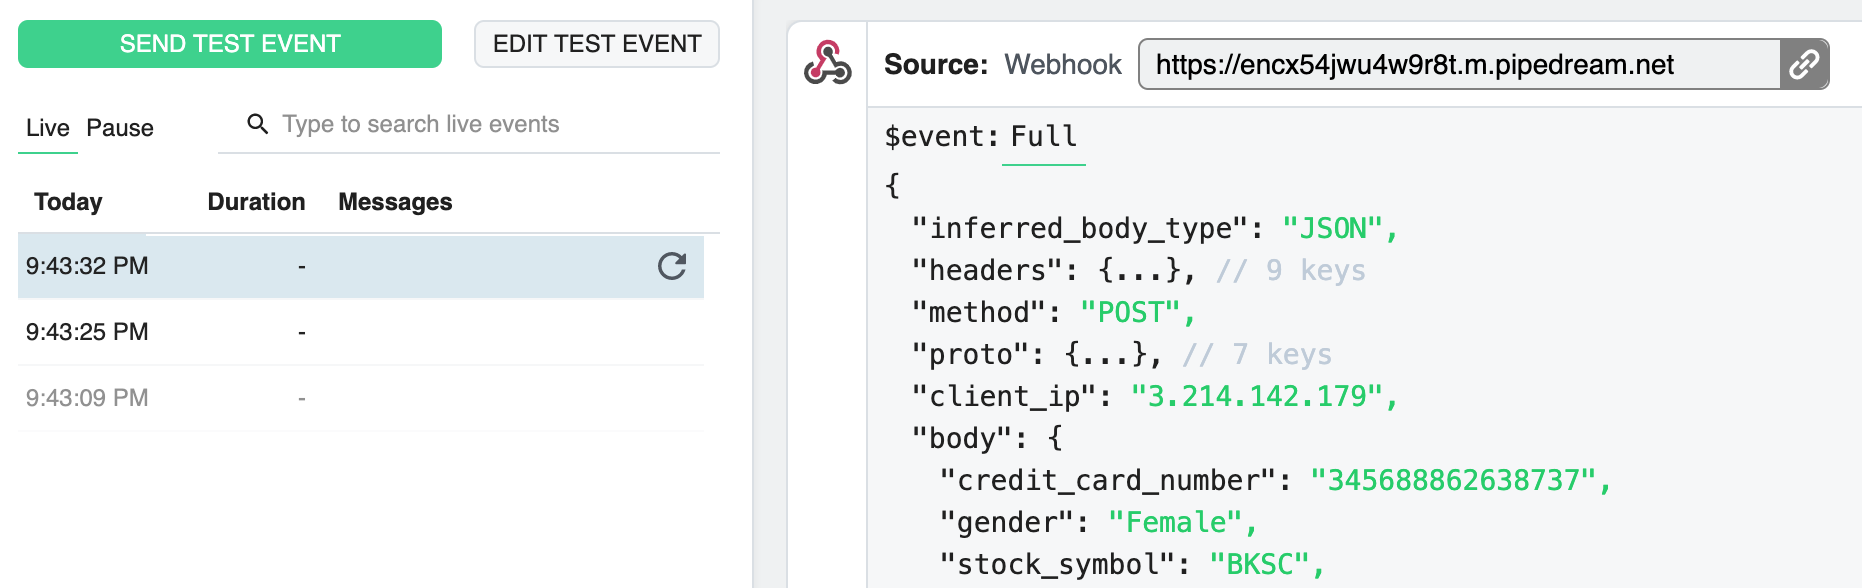 SEND TEST EVENT
EDIT TEST EVENT
Live Pause
Type to search live events
Today Duration Messages
9:43:32 PM -
9:43:25 PM -
9:43:09 PM -
Source: Webhook https://encx54jwu4w9r8t.m.pipedream.net
$event: Full
{
"inferred_body_type": "JSON",
"headers": {...}, // 9 keys
"method": "POST",
"proto": {...}, // 7 keys
"client_ip": "3.214.142.179",
"body": {
"credit_card_number": "345688862638737",
"gender": "Female",
"stock_symbol": "BKSC",